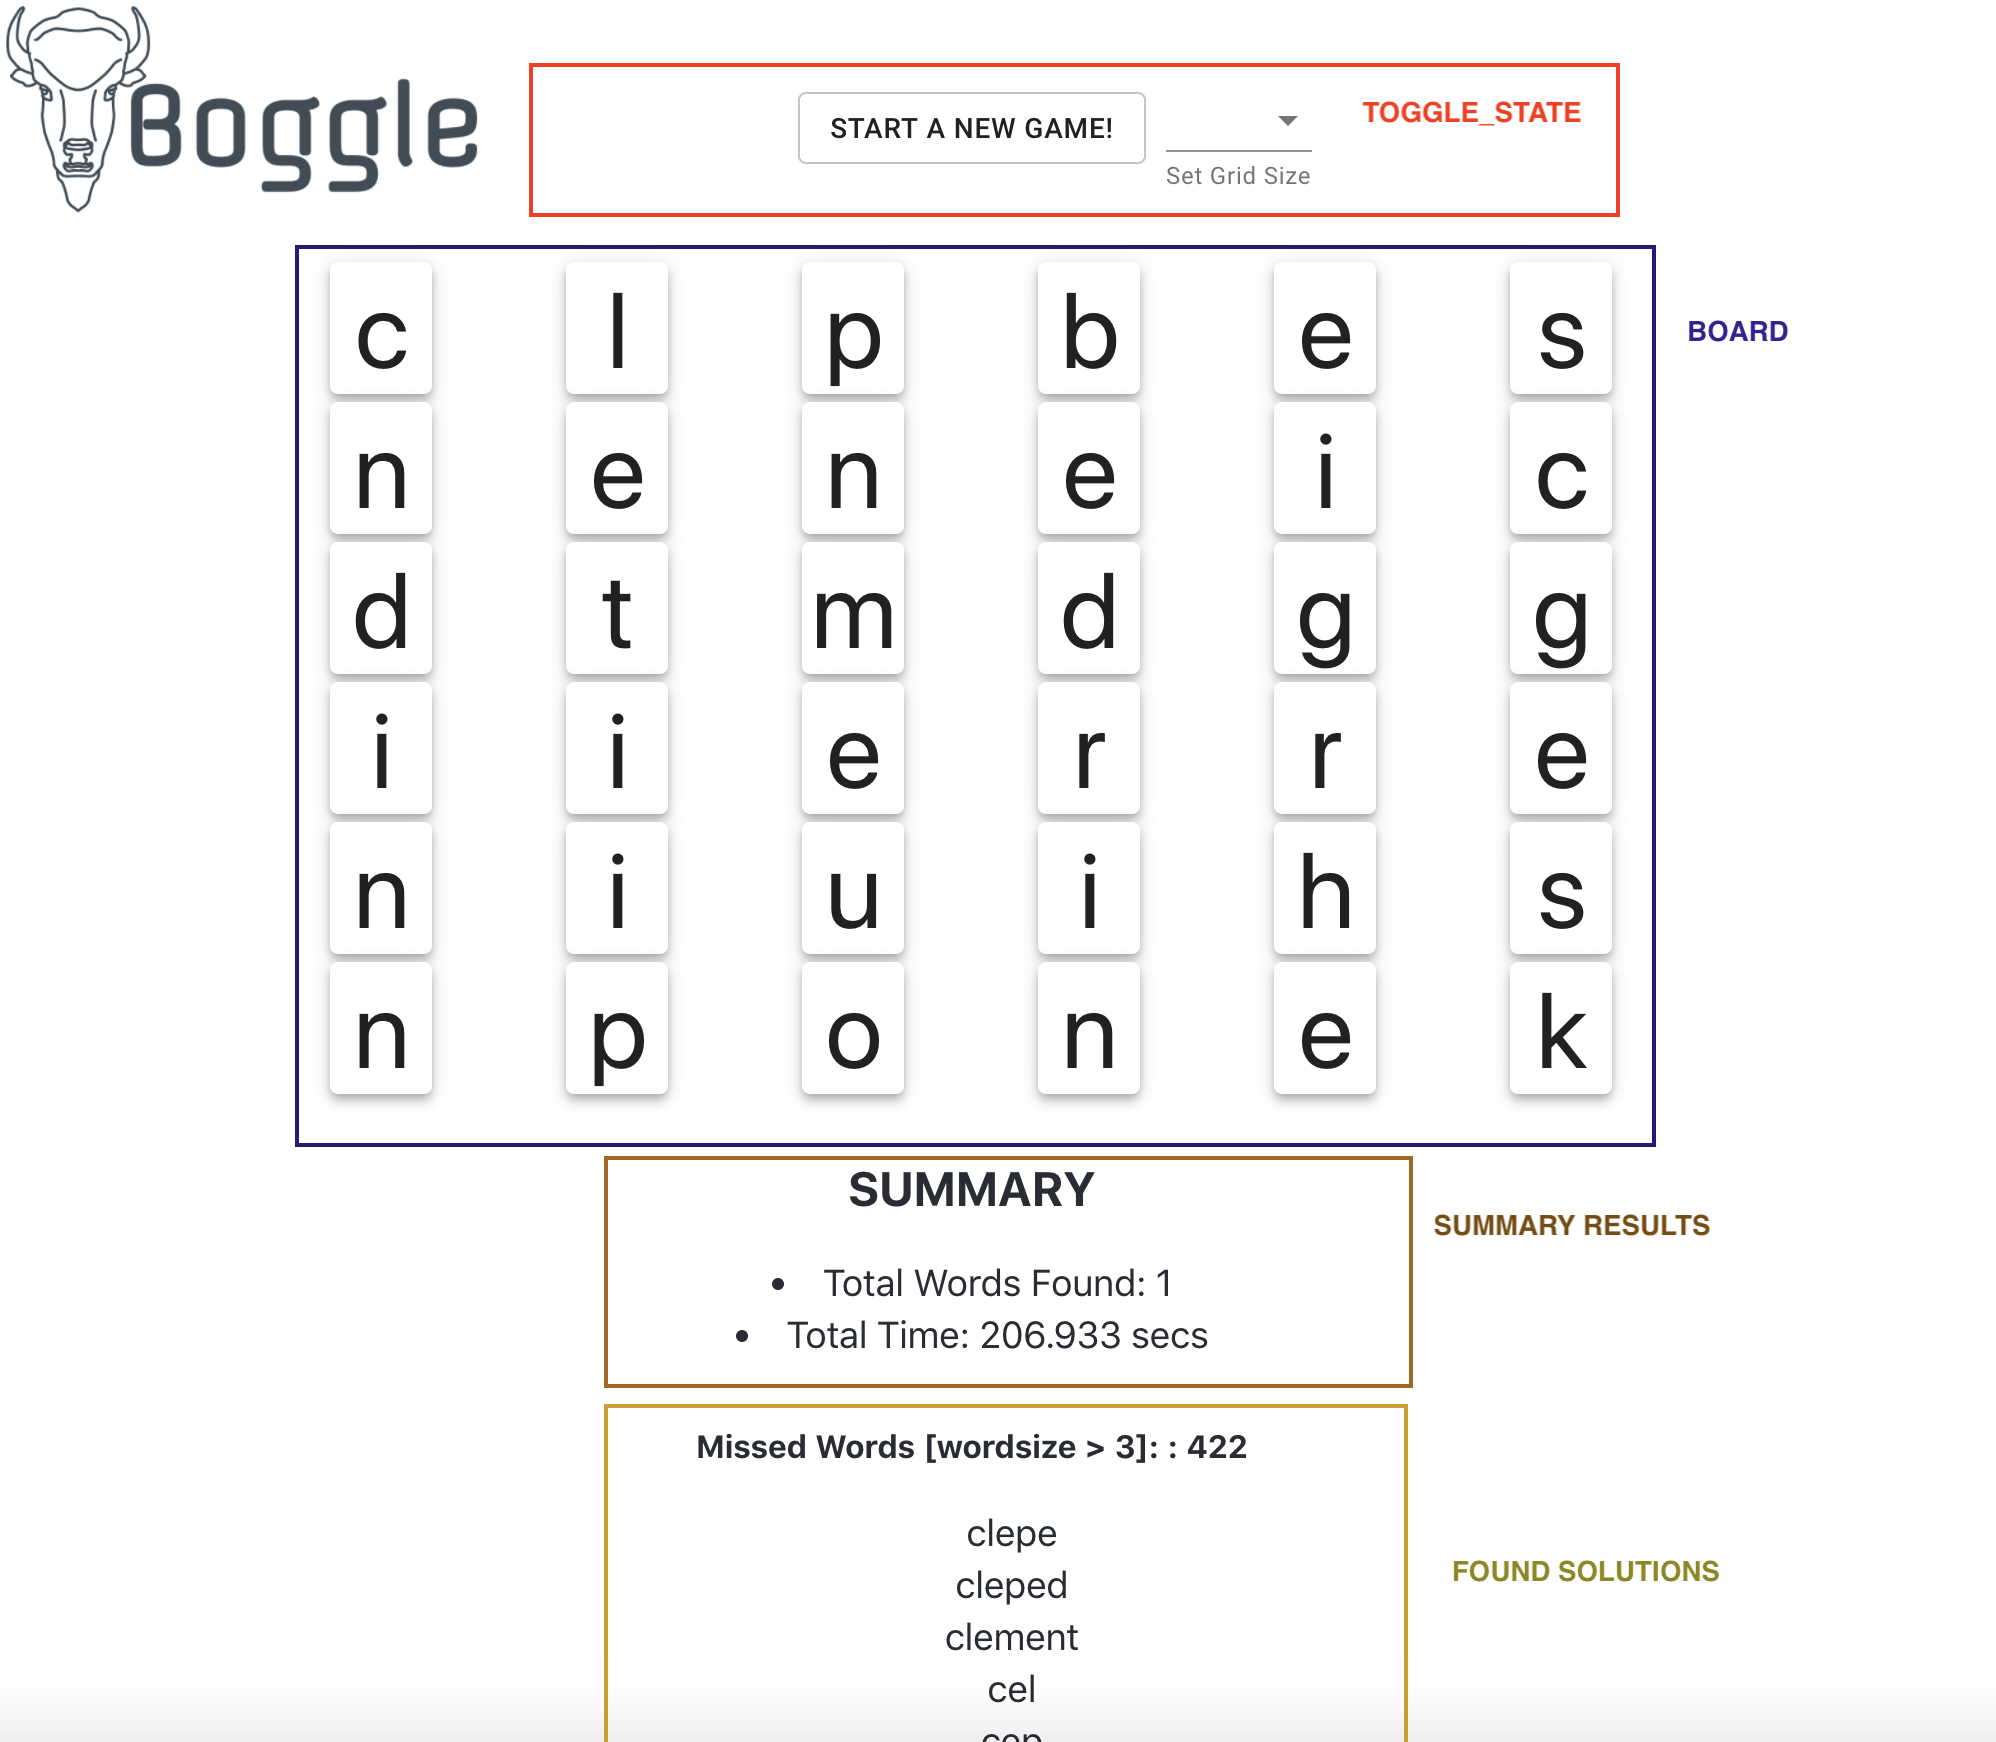 Boggle
START A NEW GAME!
TOGGLE_STATE
Set Grid Size
c l p b e s
BOARD
n e n e i c
d t m d g g
i i e r r e
n i u i h s
n p o n e k
SUMMARY
SUMMARY RESULTS
• Total Words Found: 1
• Total Time: 206.933 secs
Missed Words [wordsize > 3]: : 422
clepe
FOUND SOLUTIONS
cleped
clement
cel